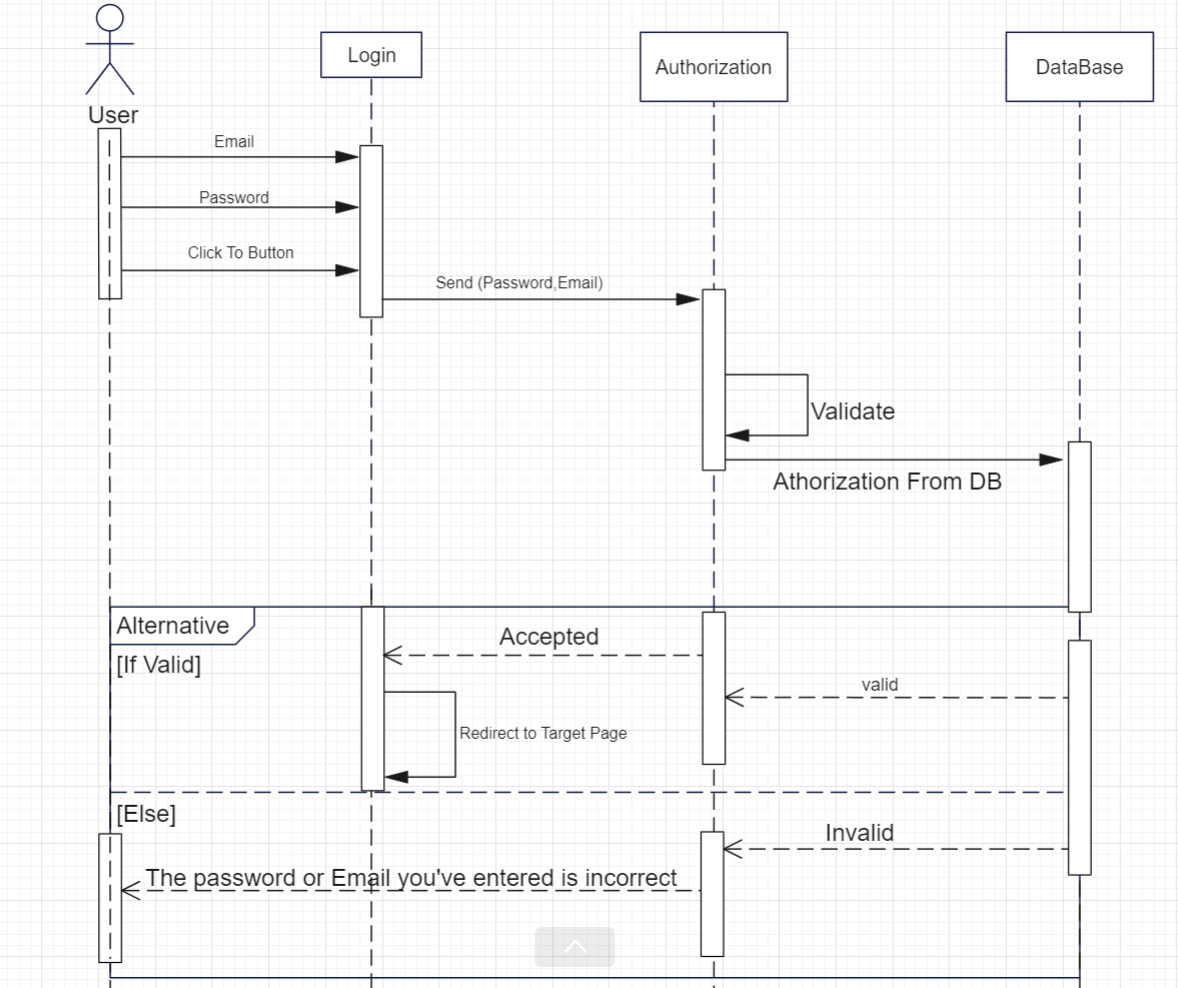 User
Login
Authorization
DataBase
Email
Password
Click To Button
Send (Password,Email)
Validate
Athorization From DB
Alternative
[If Valid]
Accepted
valid
Redirect to Target Page
[Else]
Invalid
The password or Email you've entered is incorrect